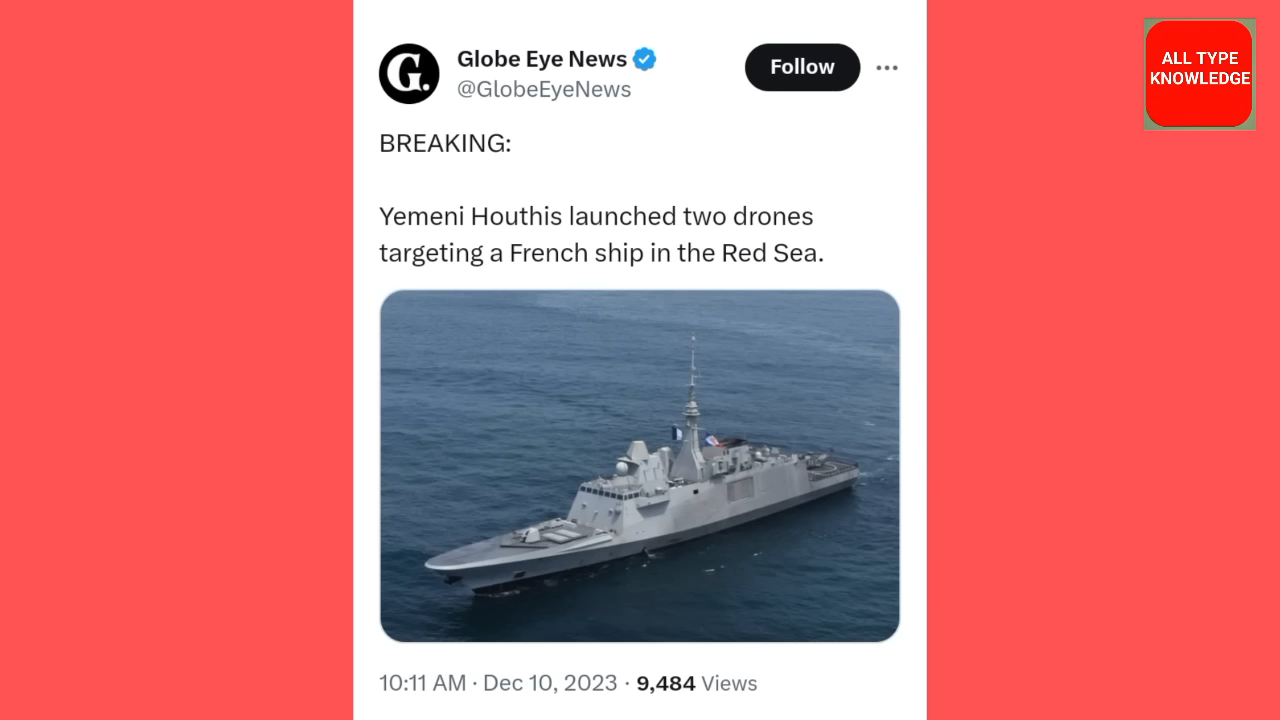 G.
Globe Eye News
@GlobeEyeNews
Follow
ALL TYPE
KNOWLEDGE
BREAKING:
Yemeni Houthis launched two drones
targeting a French ship in the Red Sea.
10:11 AM · Dec 10, 2023 · 9,484 Views